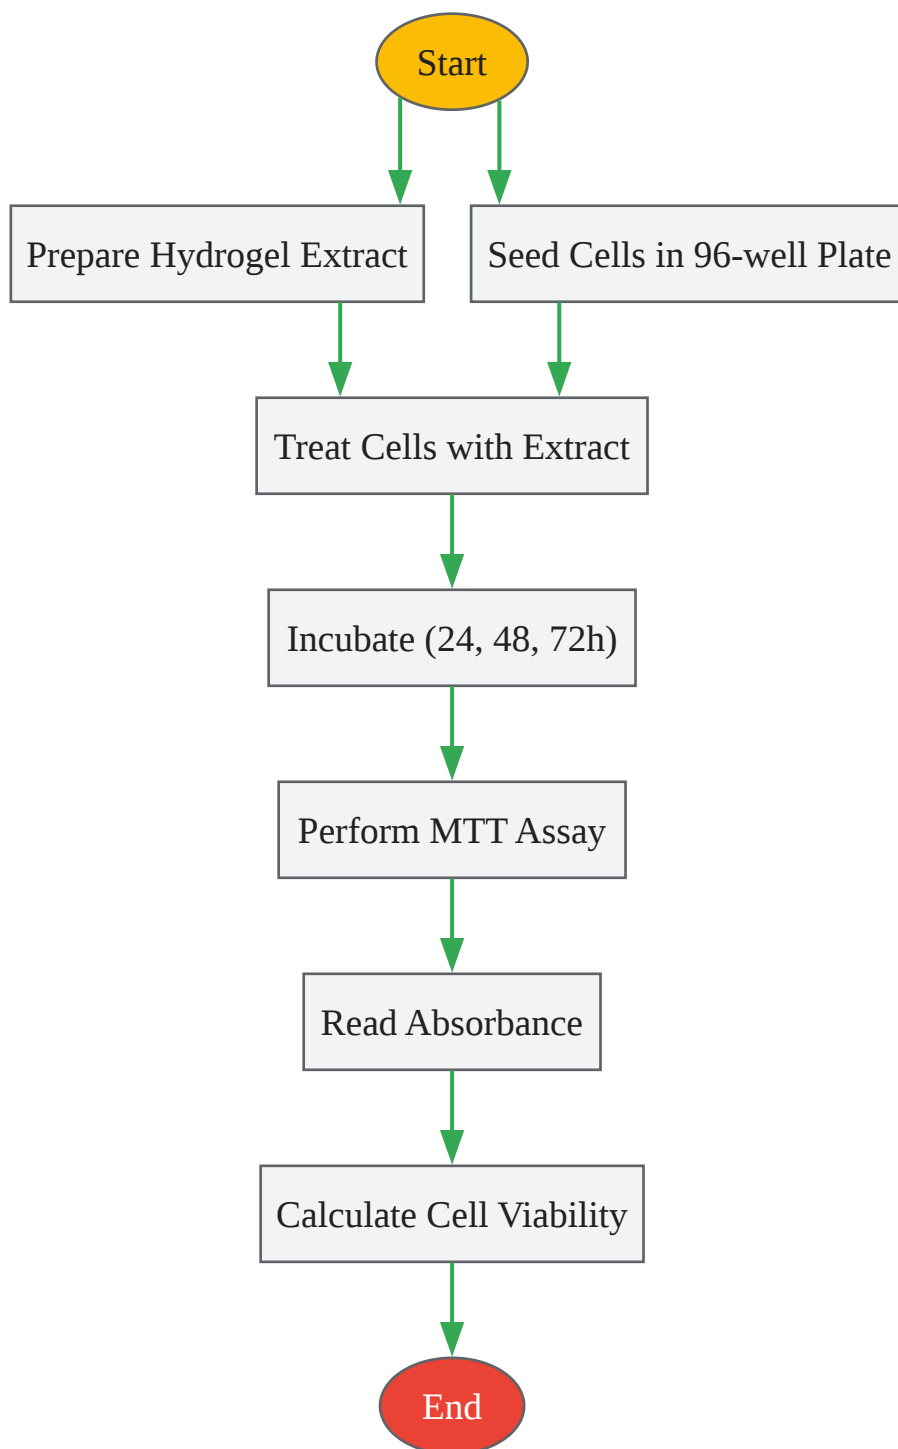 Start
Prepare Hydrogel Extract
Seed Cells in 96-well Plate
Treat Cells with Extract
Incubate (24, 48, 72h)
Perform MTT Assay
Read Absorbance
Calculate Cell Viability
End